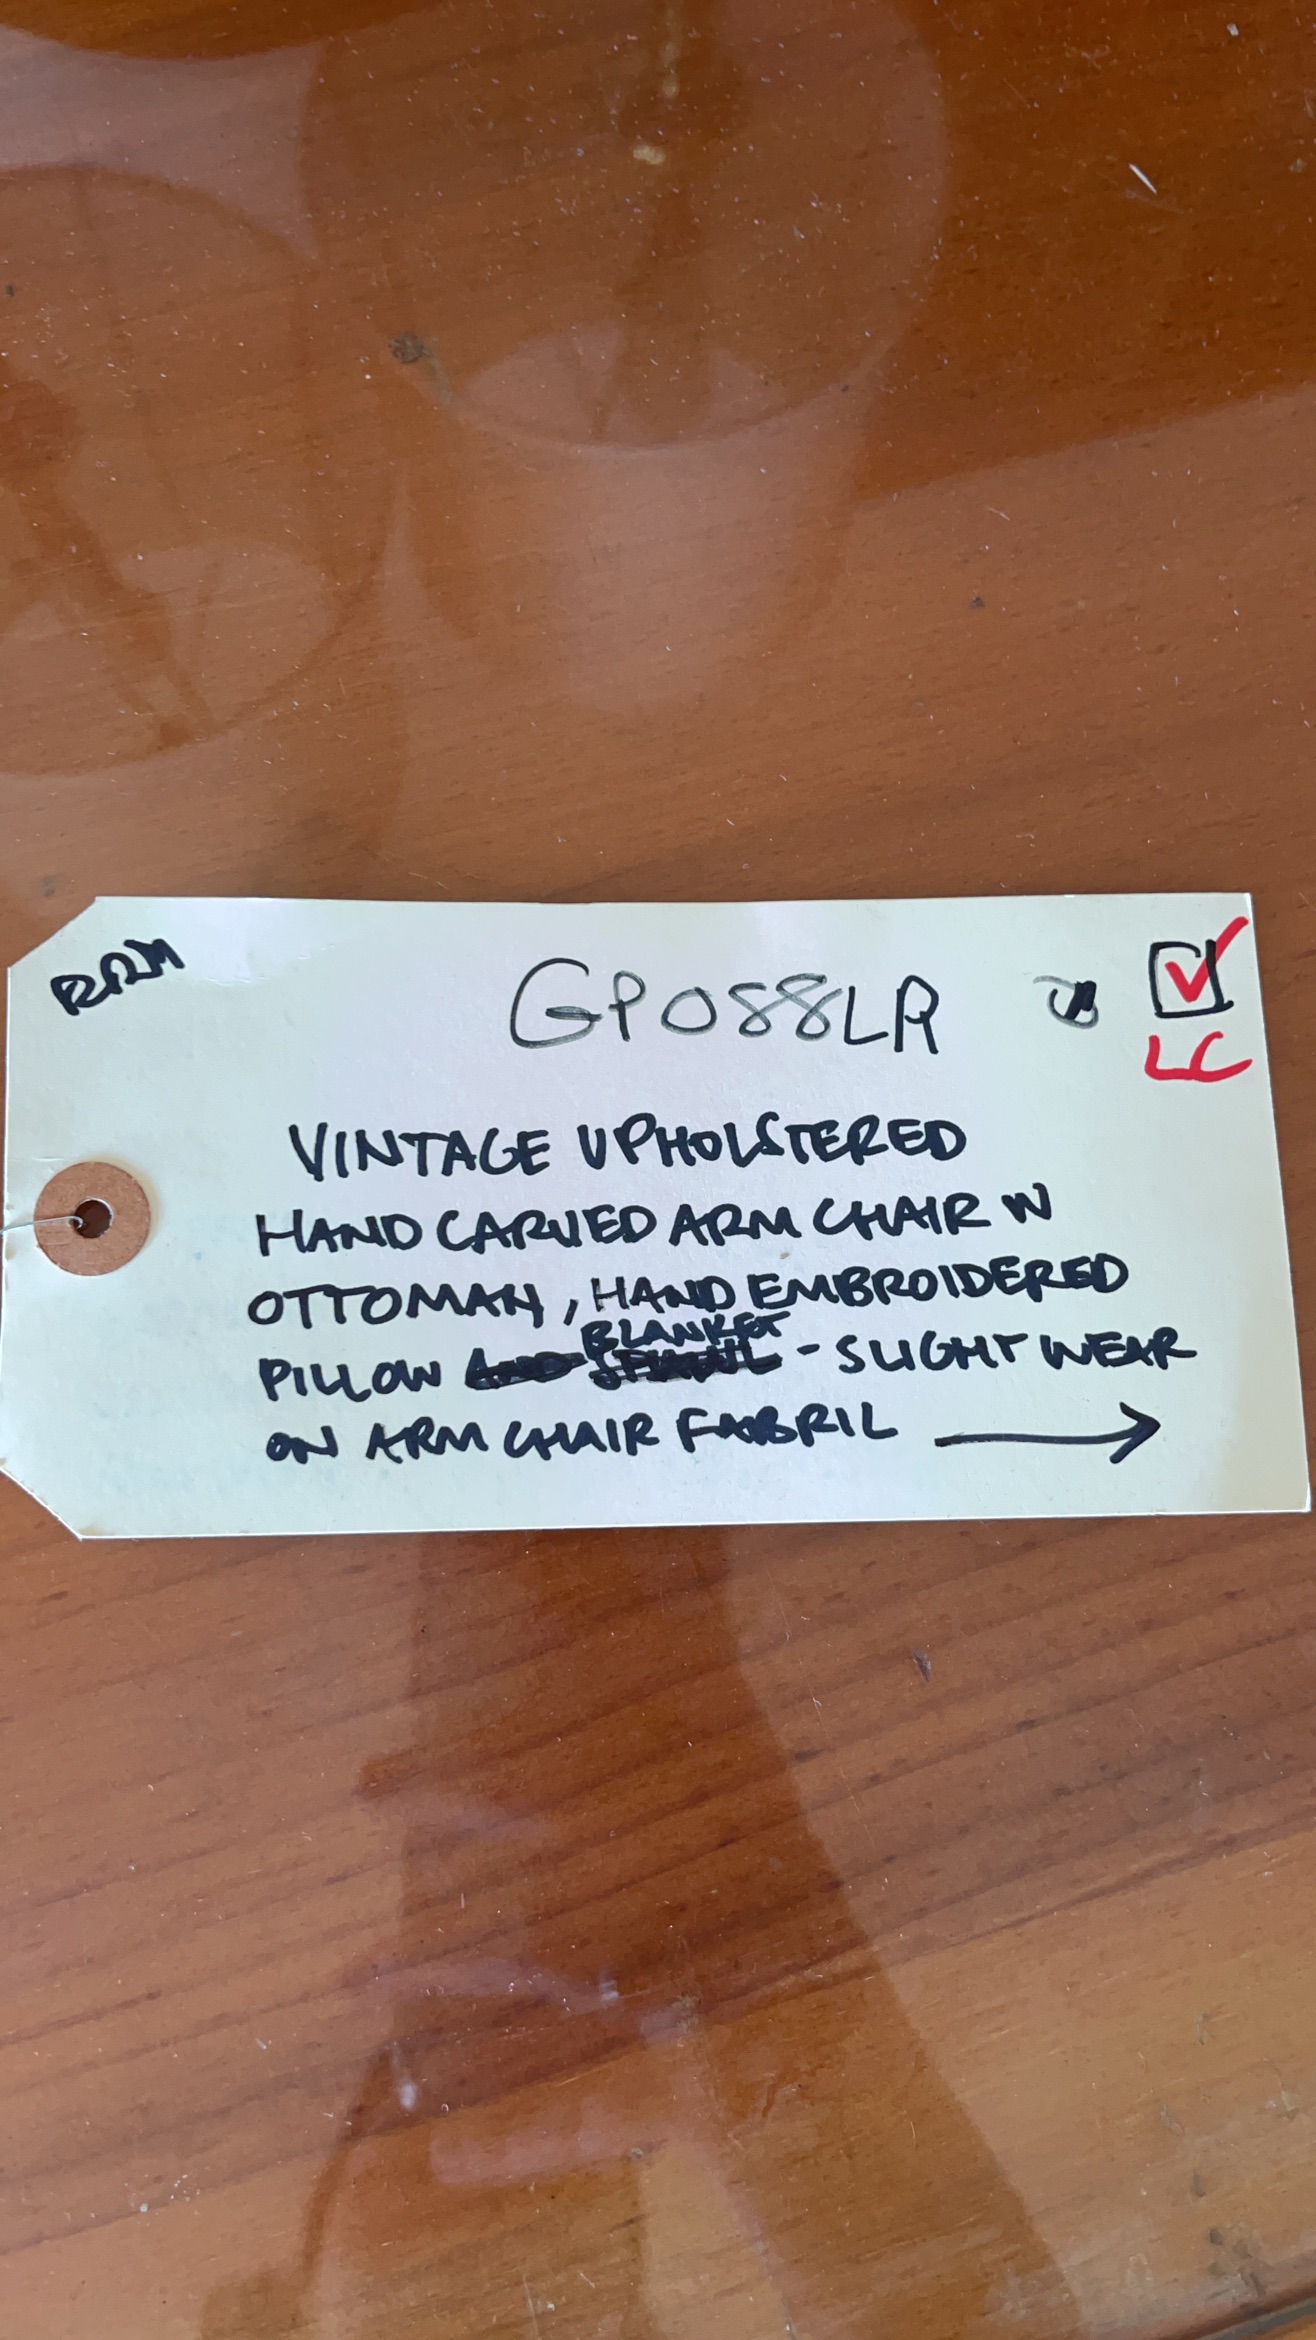 RRM
GP088LR
LC
VINTAGE UPHOLSTERED
HAND CARVED ARM CHAIR W
OTTOMAN, HAND EMBROIDERED
BLANKET
PILLOW - SLIGHT WEAR
ON ARM CHAIR FABRIC →